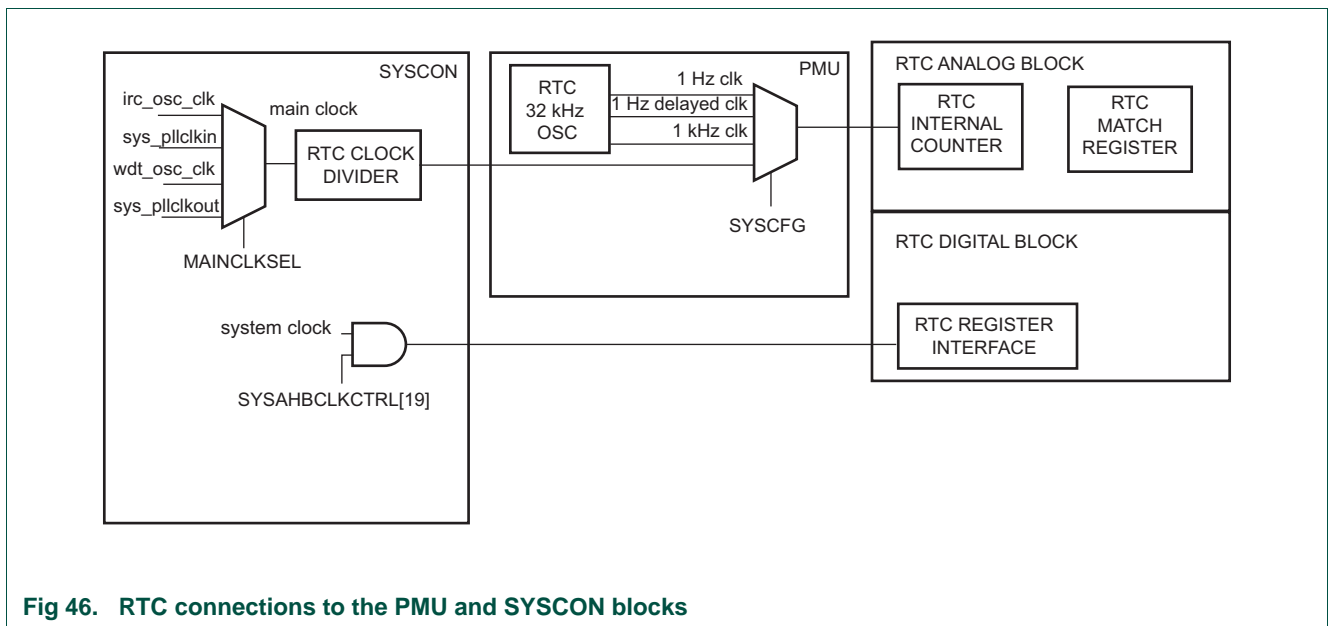 SYSCON
irc_osc_clk
main clock
sys_pllclkin
wdt_osc_clk
sys_pllclkout
RTC CLOCK
DIVIDER
MAINCLKSEL
system clock
SYSAHBCLKCTRL[19]
PMU
RTC
32 kHz
OSC
1 Hz clk
1 Hz delayed clk
1 kHz clk
SYSCFG
RTC ANALOG BLOCK
RTC
INTERNAL
COUNTER
RTC
MATCH
REGISTER
RTC DIGITAL BLOCK
RTC REGISTER
INTERFACE
Fig 46. RTC connections to the PMU and SYSCON blocks